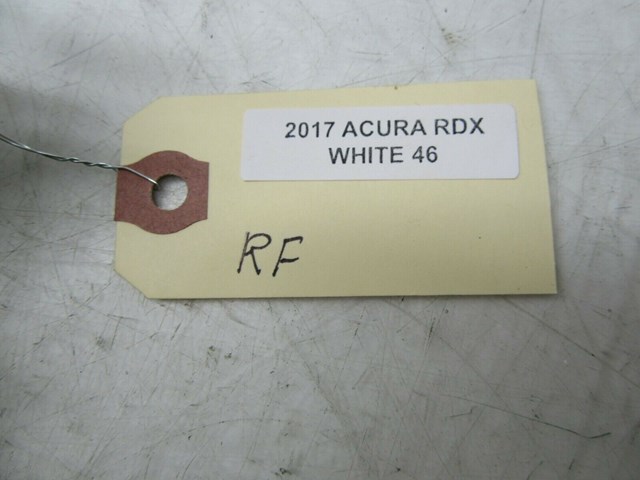 2017 ACURA RDX
WHITE 46
RF